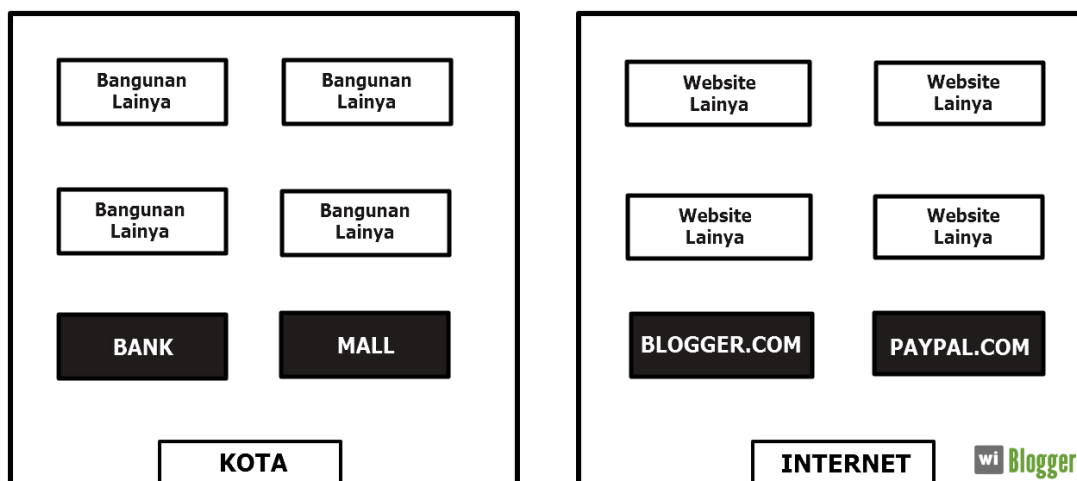 Bangunan
Lainya
Bangunan
Lainya
Bangunan
Lainya
Bangunan
Lainya
BANK
MALL
KOTA
Website
Lainya
Website
Lainya
Website
Lainya
Website
Lainya
BLOGGER.COM
PAYPAL.COM
INTERNET
wi Blogger